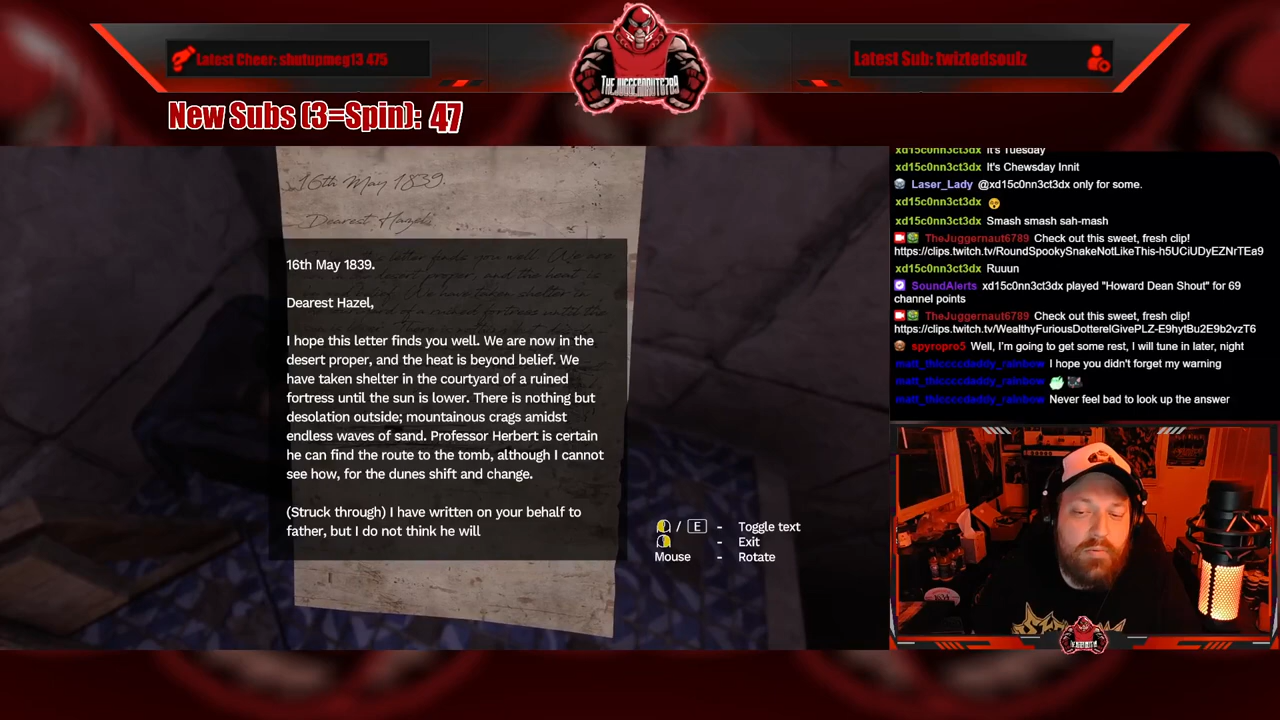 Latest Cheer: shutupmeg13 475
TheJuggernaut6789
Latest Sub: twiztedsoulz
New Subs (3=Spin): 47
16th May 1839.
Dearest Hazel,
16th May 1839.
Dearest Hazel,
I hope this letter finds you well. We are now in the
desert proper, and the heat is beyond belief. We
have taken shelter in the courtyard of a ruined
fortress until the sun is lower. There is nothing but
desolation outside; mountainous crags amidst
endless waves of sand. Professor Herbert is certain
he can find the route to the tomb, although I cannot
see how, for the dunes shift and change.
(Struck through) I have written on your behalf to
father, but I do not think he will
/ E - Toggle text
- Exit
Mouse - Rotate
xd15c0nn3ct3dx It's Tuesday
xd15c0nn3ct3dx It's Chewsday Innit
Laser_Lady @xd15c0nn3ct3dx only for some.
xd15c0nn3ct3dx
xd15c0nn3ct3dx Smash smash sah-mash
TheJuggernaut6789 Check out this sweet, fresh clip!
https://clips.twitch.tv/RoundSpookySnakeNotLikeThis-h5UCiUDyEZNrTEa9
xd15c0nn3ct3dx Ruuun
SoundAlerts xd15c0nn3ct3dx played "Howard Dean Shout" for 69
channel points
TheJuggernaut6789 Check out this sweet, fresh clip!
https://clips.twitch.tv/WealthyFuriousDotterelGivePLZ-E9hytBu2E9b2vzT6
spyropro5 Well, I'm going to get some rest, I will tune in later, night
matt_thiccccdaddy_rainbow I hope you didn't forget my warning
matt_thiccccdaddy_rainbow
matt_thiccccdaddy_rainbow Never feel bad to look up the answer